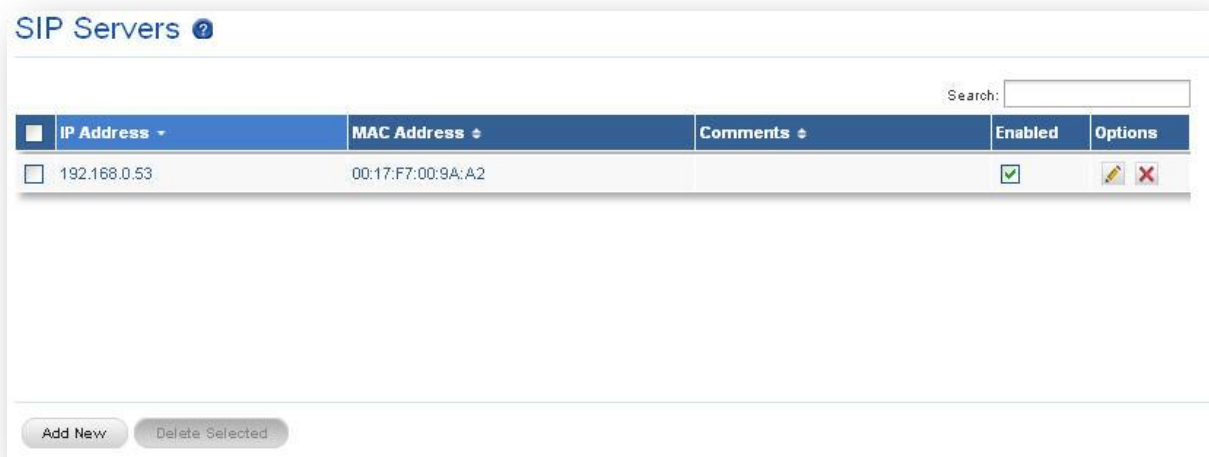 SIP Servers
Search:
IP Address MAC Address Comments Enabled Options
192.168.0.53 00:17:F7:00:9A:A2
Add New Delete Selected